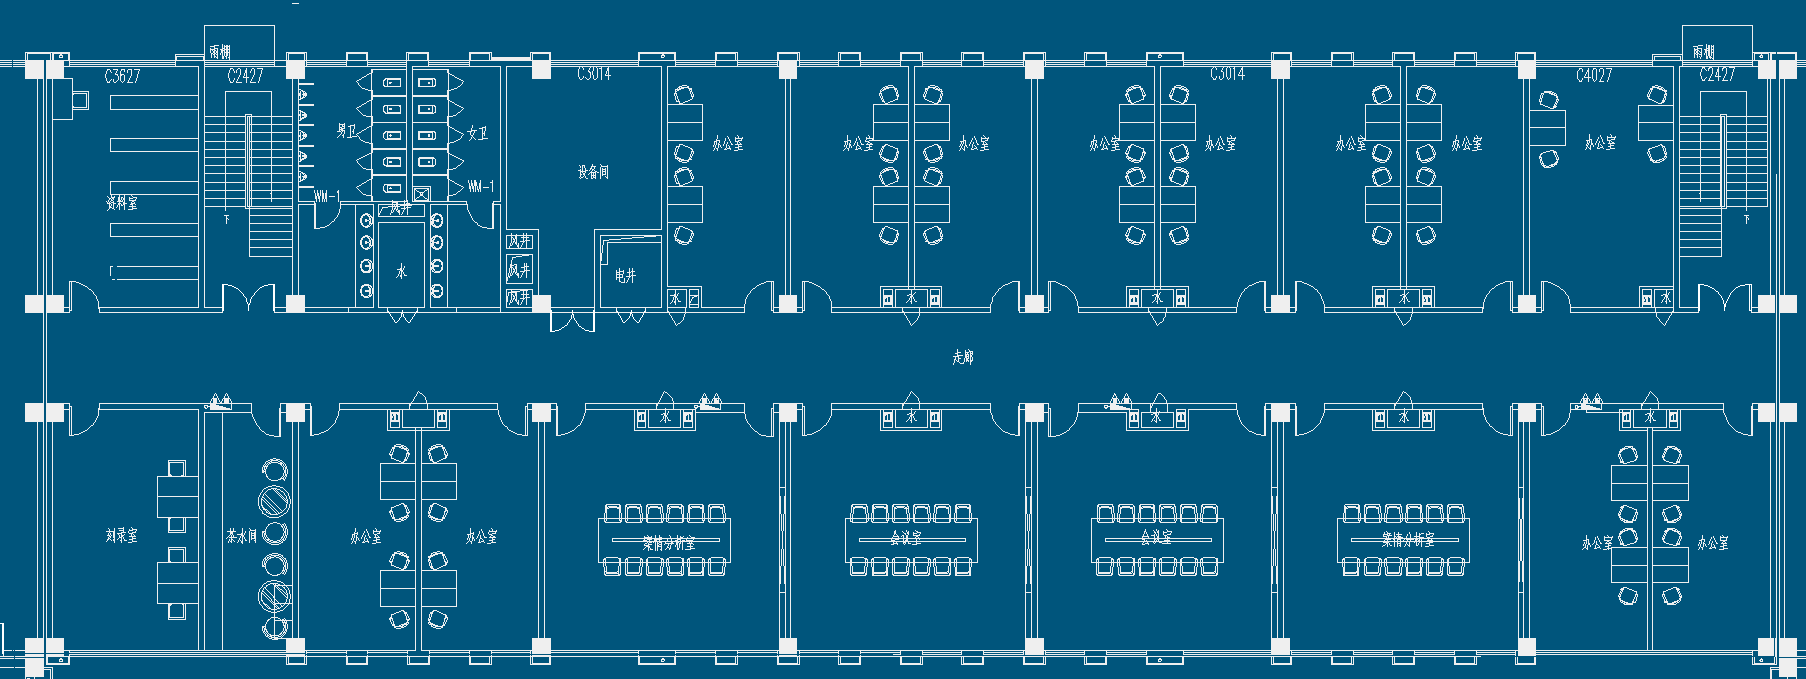 雨棚
雨棚
C3627
C2427
C3014
C3014
C4027
C2427
男卫
女卫
办公室
办公室
办公室
办公室
办公室
办公室
办公室
办公室
设备间
WM-1
WM-1
资料室
风井
下
下
风井
水
风井
电井
风井
水
水
水
水
水
走廊
水
水
水
水
水
刻录室
茶水间
办公室
办公室
案情分析室
会议室
会议室
案情分析室
办公室
办公室